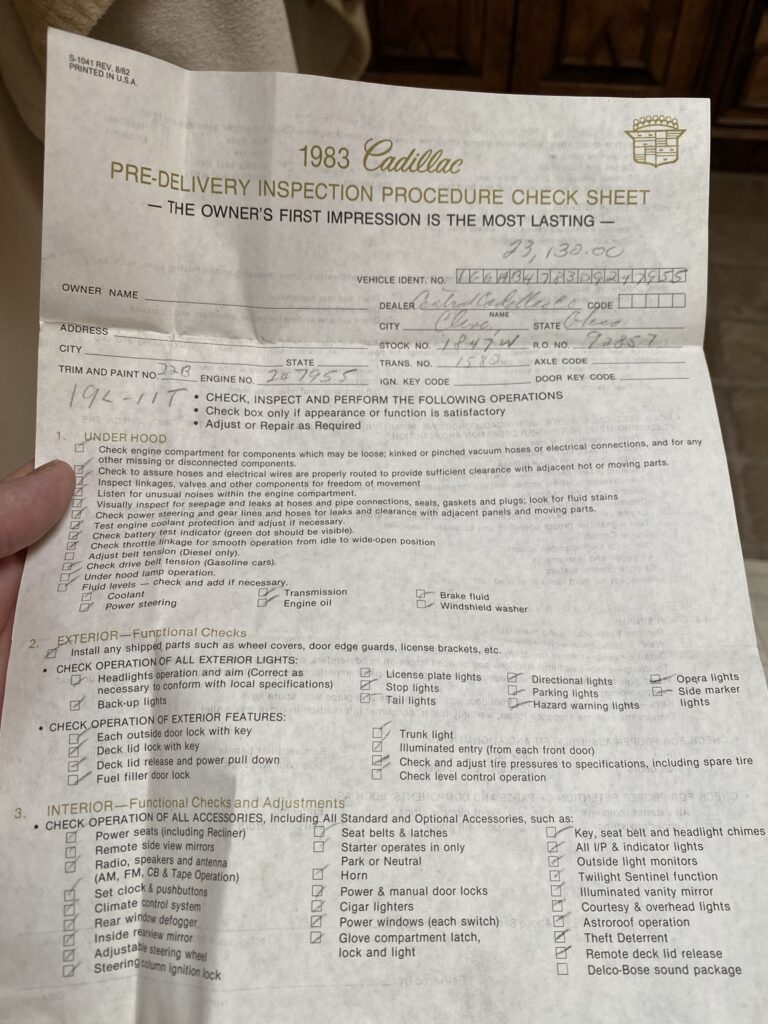 S-1041 REV. 8/82
PRINTED IN U.S.A.
1983 Cadillac
PRE-DELIVERY INSPECTION PROCEDURE CHECK SHEET
— THE OWNER'S FIRST IMPRESSION IS THE MOST LASTING —
23,130.00
VEHICLE IDENT. NO.
OWNER NAME
DEALER Central Cadillac Co CODE
NAME
ADDRESS
CITY Cleve, STATE Ohio
STOCK NO. 1847W R.O. NO. 92857
CITY STATE
TRANS. NO. AXLE CODE
TRIM AND PAINT NO. 22B ENGINE NO. 247955
IGN. KEY CODE DOOR KEY CODE
19L-11T
• CHECK, INSPECT AND PERFORM THE FOLLOWING OPERATIONS
• Check box only if appearance or function is satisfactory
• Adjust or Repair as Required
1. UNDER HOOD
Check engine compartment for components which may be loose; kinked or pinched vacuum hoses or electrical connections, and for any
other missing or disconnected components.
Check to assure hoses and electrical wires are properly routed to provide sufficient clearance with adjacent hot or moving parts.
Inspect linkages, valves and other components for freedom of movement
Listen for unusual noises within the engine compartment.
Visually inspect for seepage and leaks at hoses and pipe connections, seals, gaskets and plugs; look for fluid stains
Check power steering and gear lines and hoses for leaks and clearance with adjacent panels and moving parts.
Test engine coolant protection and adjust if necessary.
Check battery test indicator (green dot should be visible).
Check throttle linkage for smooth operation from idle to wide-open position
Adjust belt tension (Diesel only).
Check drive belt tension (Gasoline cars).
Under hood lamp operation.
Fluid levels — check and add if necessary.
Coolant Transmission Brake fluid
Power steering Engine oil Windshield washer
2. EXTERIOR—Functional Checks
Install any shipped parts such as wheel covers, door edge guards, license brackets, etc.
• CHECK OPERATION OF ALL EXTERIOR LIGHTS:
Headlights operation and aim (Correct as License plate lights Directional lights Opera lights
necessary to conform with local specifications) Stop lights Parking lights Side marker
Back-up lights Tail lights Hazard warning lights lights
• CHECK OPERATION OF EXTERIOR FEATURES:
Each outside door lock with key Trunk light
Deck lid lock with key Illuminated entry (from each front door)
Deck lid release and power pull down Check and adjust tire pressures to specifications, including spare tire
Fuel filler door lock Check level control operation
3. INTERIOR—Functional Checks and Adjustments
• CHECK OPERATION OF ALL ACCESSORIES, Including All Standard and Optional Accessories, such as:
Power seats (including Recliner) Seat belts & latches Key, seat belt and headlight chimes
Remote side view mirrors Starter operates in only All I/P & indicator lights
Radio, speakers and antenna Park or Neutral Outside light monitors
(AM, FM, CB & Tape Operation) Horn Twilight Sentinel function
Set clock & pushbuttons Power & manual door locks Illuminated vanity mirror
Climate control system Cigar lighters Courtesy & overhead lights
Rear window defogger Power windows (each switch) Astroroof operation
Inside rearview mirror Glove compartment latch, Theft Deterrent
Adjustable steering wheel lock and light Remote deck lid release
Steering column ignition lock Delco-Bose sound package